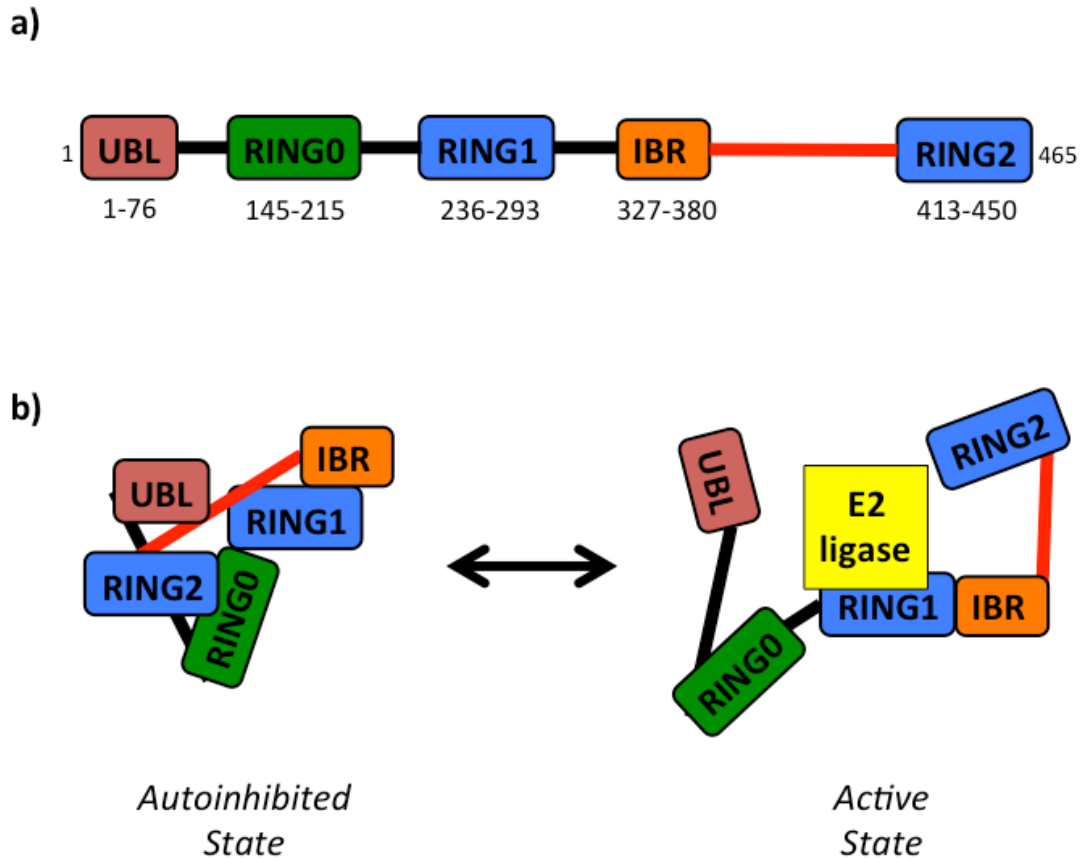 a)
1 UBL RING0 RING1 IBR RING2 465
1-76 145-215 236-293 327-380 413-450
b)
UBL IBR
RING1
RING2 RING0
UBL RING2
E2
ligase
RING1 IBR
RING0
Autoinhibited
State
Active
State